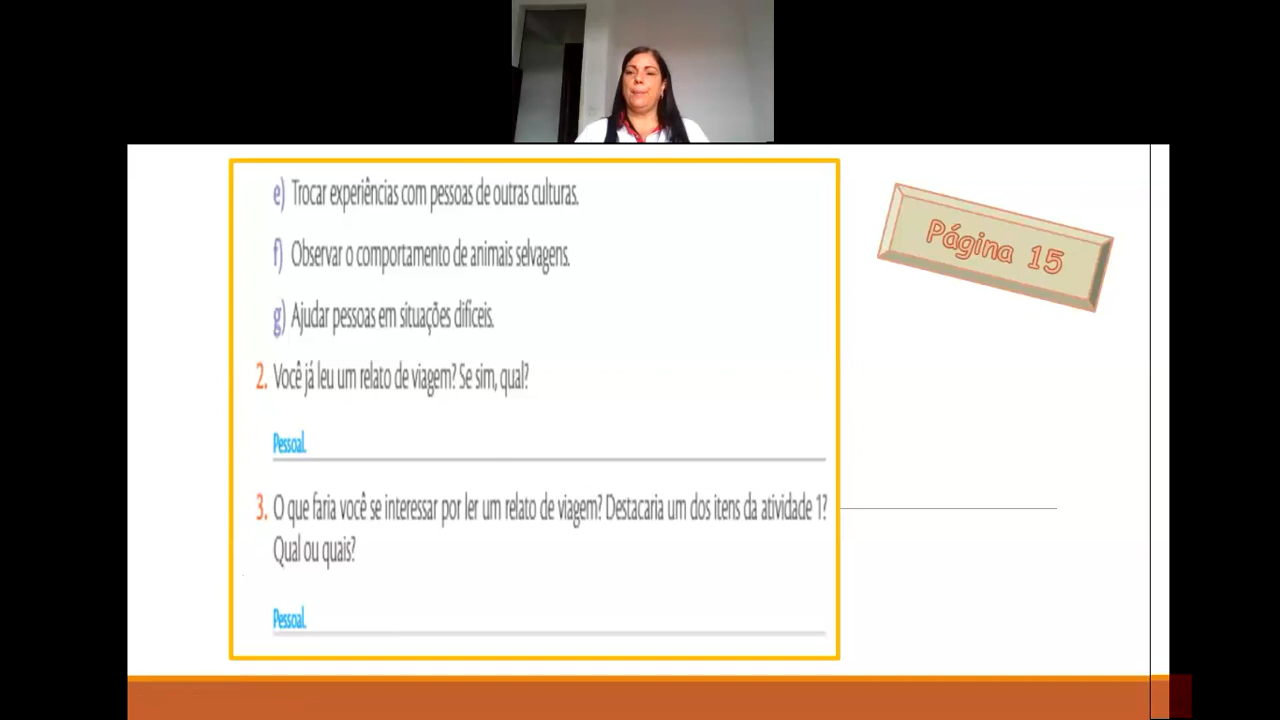 e) Trocar experiências com pessoas de outras culturas.
f) Observar o comportamento de animais selvagens.
g) Ajudar pessoas em situações difíceis.
2. Você já leu um relato de viagem? Se sim, qual?
Pessoal.
3. O que faria você se interessar por ler um relato de viagem? Destacaria um dos itens da atividade 1?
Qual ou quais?
Pessoal.
Página 15